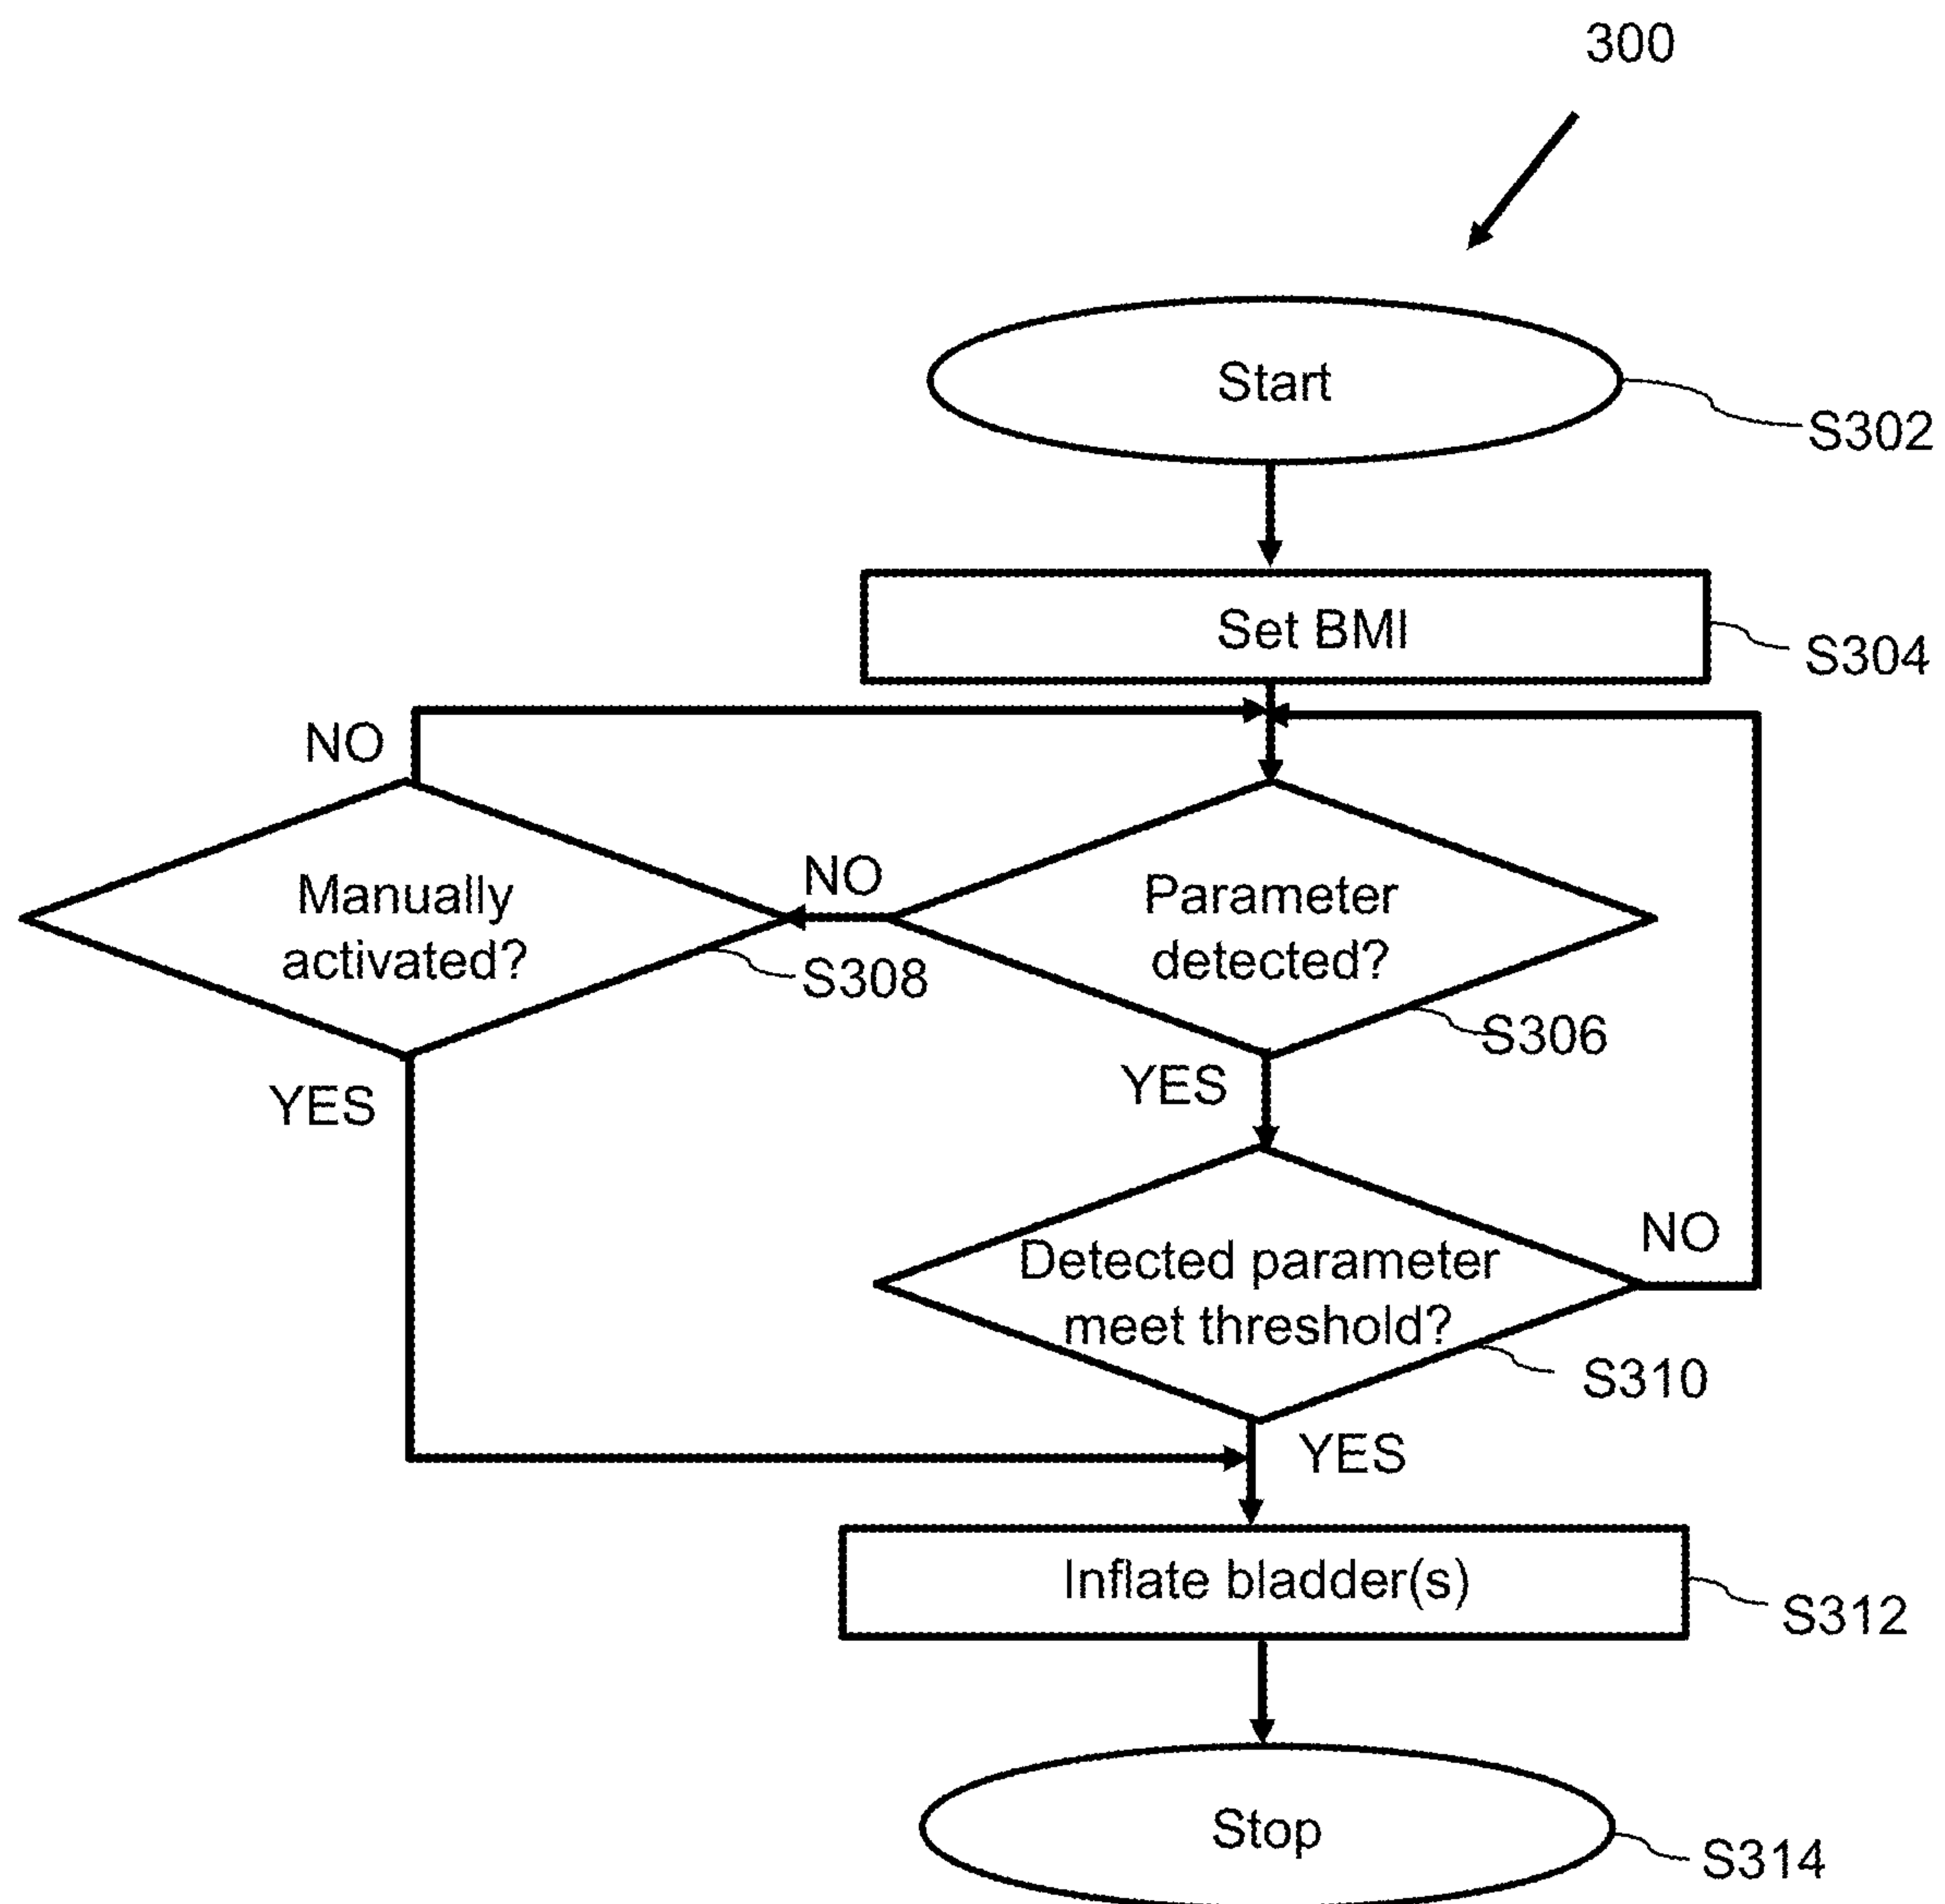 300
Start
S302
Set BMI
S304
NO
Manually
activated?
S308
NO
Parameter
detected?
S306
YES
YES
Detected parameter
meet threshold?
NO
S310
YES
Inflate bladder(s)
S312
Stop
S314